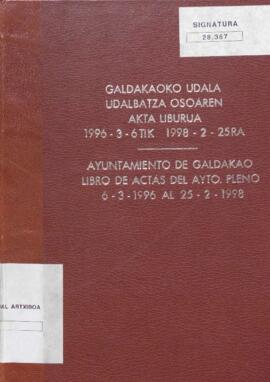 SIGNATURA
28.367
GALDAKAOKO UDALA
UDALBATZA OSOAREN
AKTA LIBURUA
1996-3-6TIK 1998-2-25RA
AYUNTAMIENTO DE GALDAKAO
LIBRO DE ACTAS DEL AYTO. PLENO
6-3-1996 AL 25-2-1998
AL ARTXIBOA